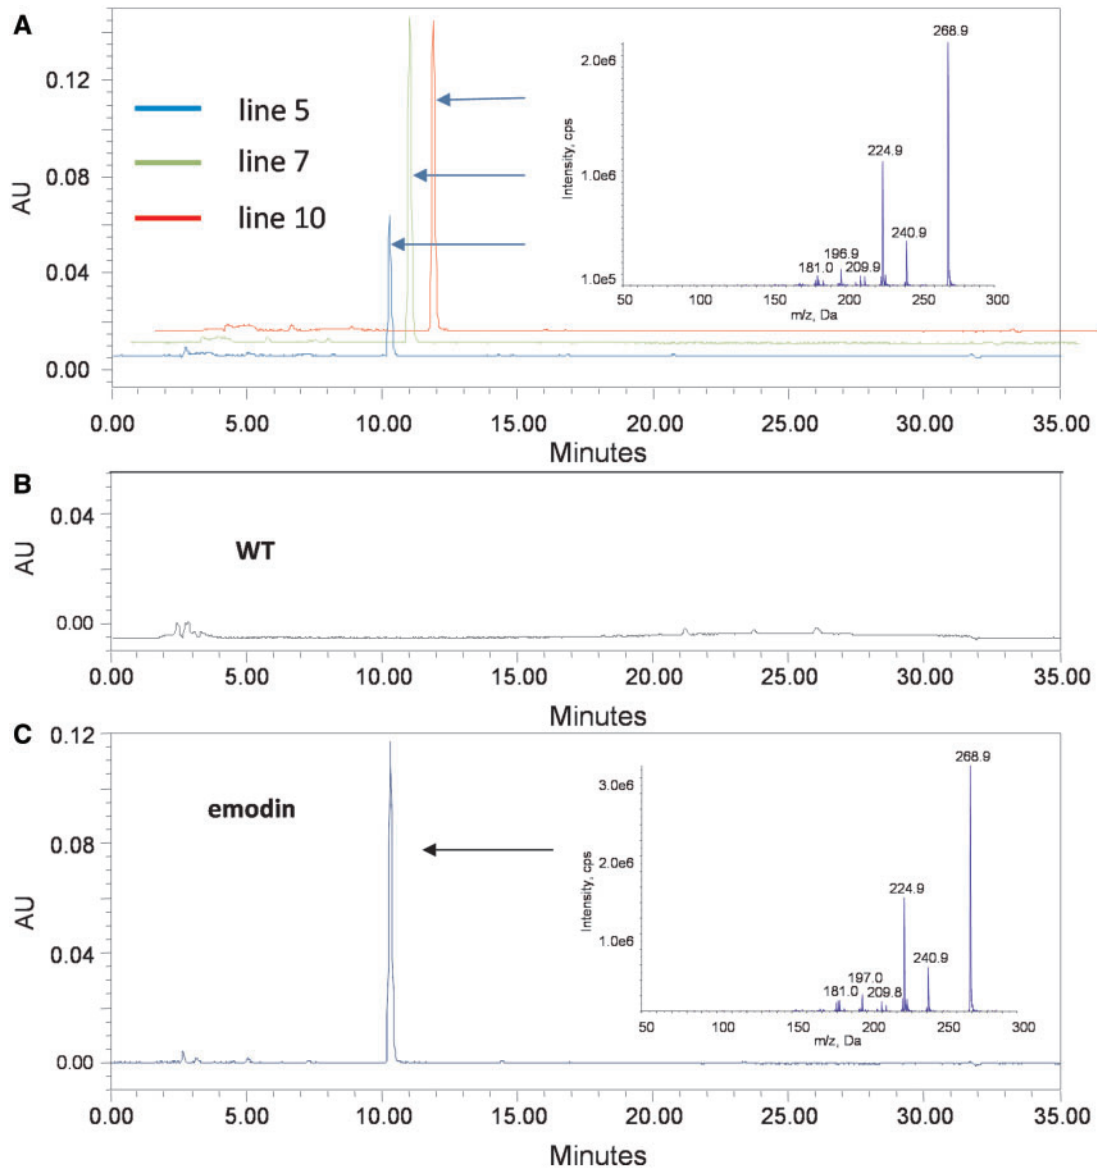 A
AU
0.12
0.08
0.04
0.00
line 5
line 7
line 10
2.0e6
1.0e6
1.0e5
Intensity, cps
268.9
224.9
240.9
196.9
209.9
181.0
50 100 150 200 250 300
m/z, Da
0.00 5.00 10.00 15.00 20.00 25.00 30.00 35.00
Minutes
B
AU
0.04
0.00
WT
0.00 5.00 10.00 15.00 20.00 25.00 30.00 35.00
Minutes
C
AU
0.12
0.08
0.04
0.00
emodin
3.0e6
2.0e6
1.0e6
Intensity, cps
268.9
224.9
240.9
197.0
209.8
181.0
50 100 150 200 250 300
m/z, Da
0.00 5.00 10.00 15.00 20.00 25.00 30.00 35.00
Minutes